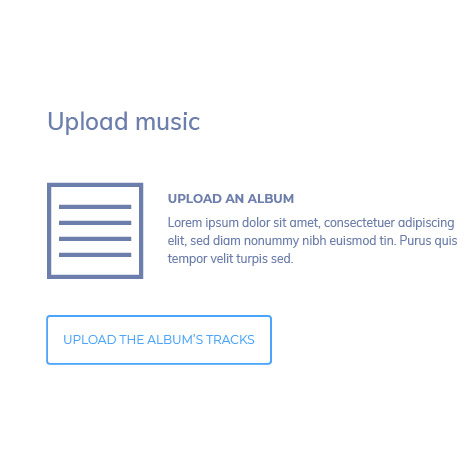 Upload music
UPLOAD AN ALBUM
Lorem ipsum dolor sit amet, consectetuer adipiscing
elit, sed diam nonummy nibh euismod tin. Purus quis
tempor velit turpis sed.
UPLOAD THE ALBUM'S TRACKS